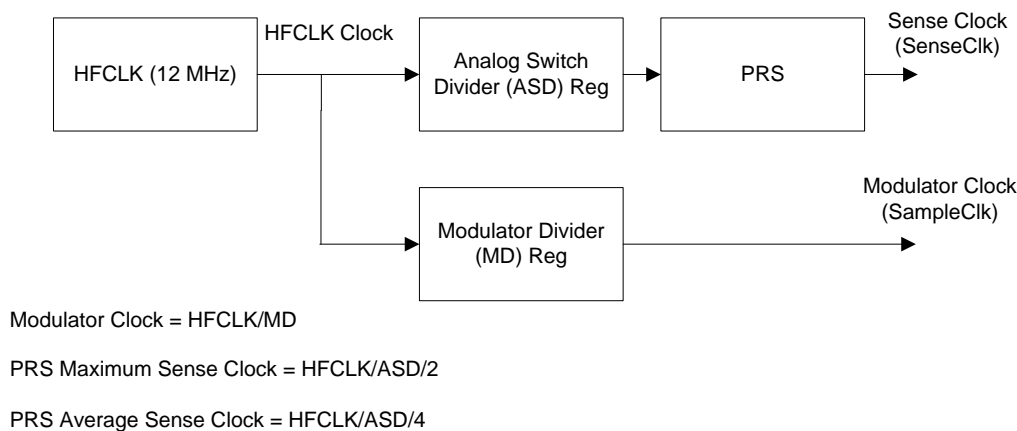 HFCLK (12 MHz)
HFCLK Clock
Analog Switch
Divider (ASD) Reg
PRS
Sense Clock
(SenseClk)
Modulator Divider
(MD) Reg
Modulator Clock
(SampleClk)
Modulator Clock = HFCLK/MD
PRS Maximum Sense Clock = HFCLK/ASD/2
PRS Average Sense Clock = HFCLK/ASD/4